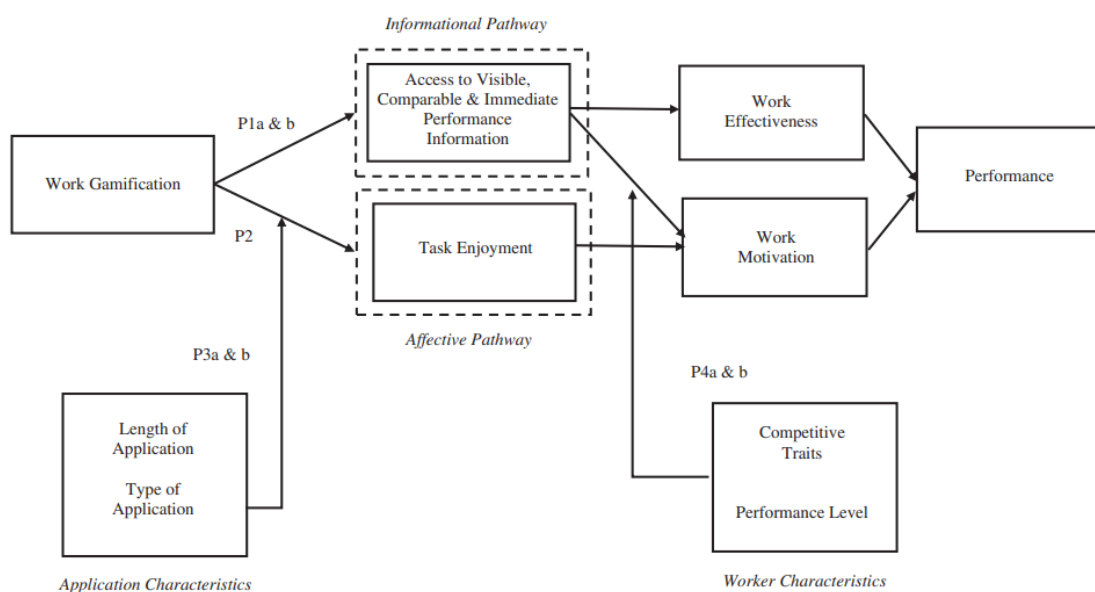 Informational Pathway
Access to Visible,
Comparable & Immediate
Performance
Information
Work
Effectiveness
P1a & b
Work Gamification
Performance
P2
Task Enjoyment
Work
Motivation
Affective Pathway
P3a & b
P4a & b
Length of
Application
Type of
Application
Competitive
Traits
Performance Level
Application Characteristics
Worker Characteristics